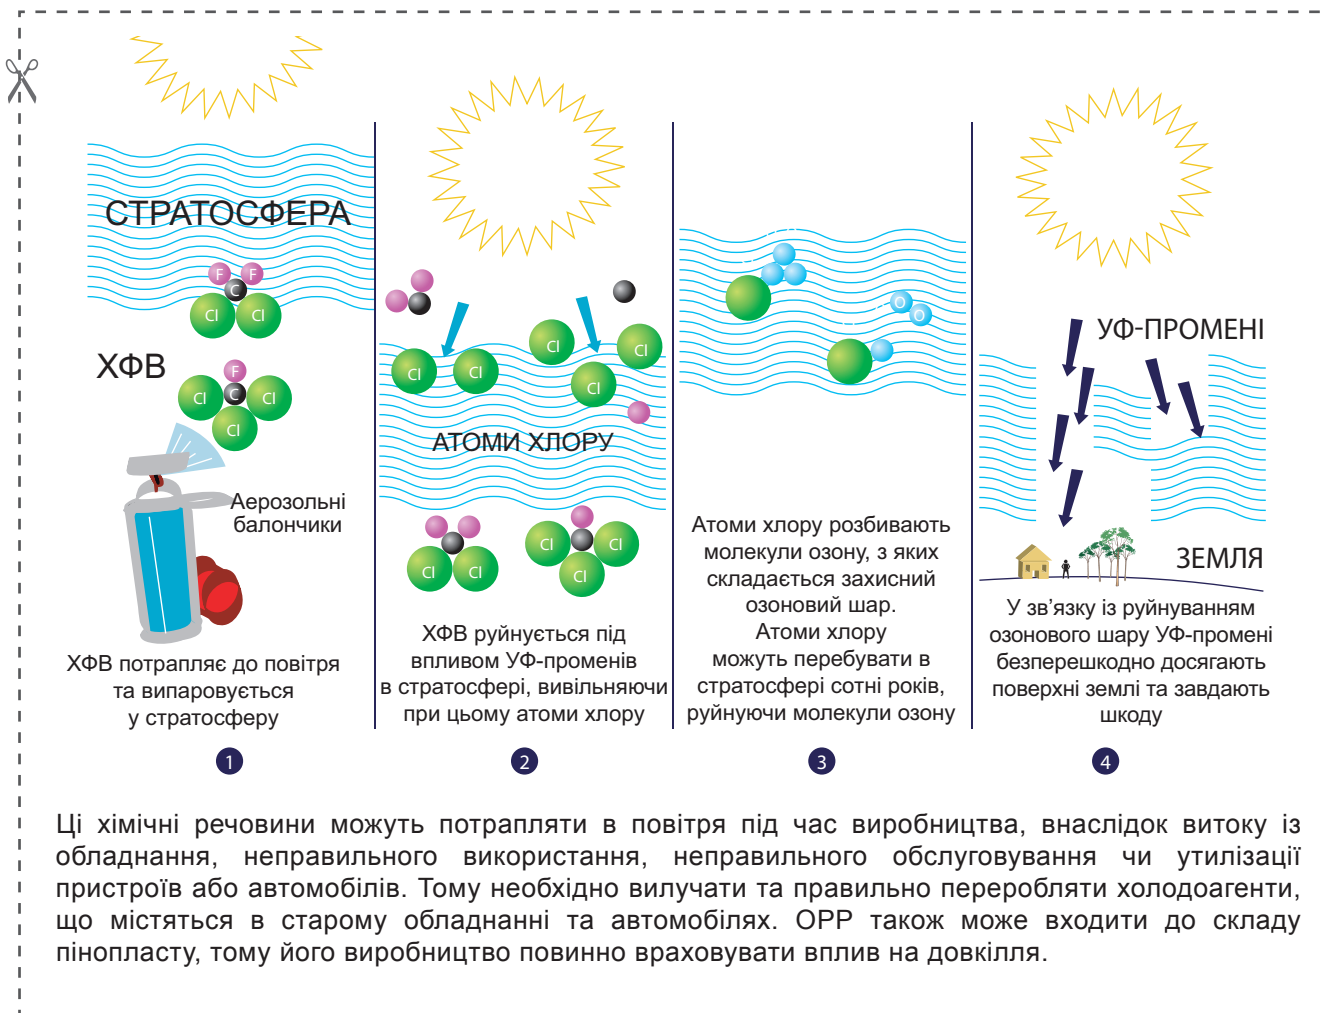 СТРАТОСФЕРА
F
F
C
Cl
Cl
ХФВ
F
Cl
C
Cl
Cl
Аерозольні
балончики
ХФВ потрапляє до повітря
та випаровується
у стратосферу
1
Cl
Cl
Cl
Cl
Cl
АТОМИ ХЛОРУ
Cl
Cl
Cl
Cl
Cl
ХФВ руйнується під
впливом УФ-променів
в стратосфері, вивільняючи
при цьому атоми хлору
2
O
O
Атоми хлору розбивають
молекули озону, з яких
складається захисний
озоновий шар.
Атоми хлору
можуть перебувати в
стратосфері сотні років,
руйнуючи молекули озону
3
УФ-ПРОМЕНІ
ЗЕМЛЯ
У зв’язку із руйнуванням
озонового шару УФ-промені
безперешкодно досягають
поверхні землі та завдають
шкоду
4
Ці хімічні речовини можуть потрапляти в повітря під час виробництва, внаслідок витоку із
обладнання, неправильного використання, неправильного обслуговування чи утилізації
пристроїв або автомобілів. Тому необхідно вилучати та правильно переробляти холодоагенти,
що містяться в старому обладнанні та автомобілях. ОРР також може входити до складу
пінопласту, тому його виробництво повинно враховувати вплив на довкілля.